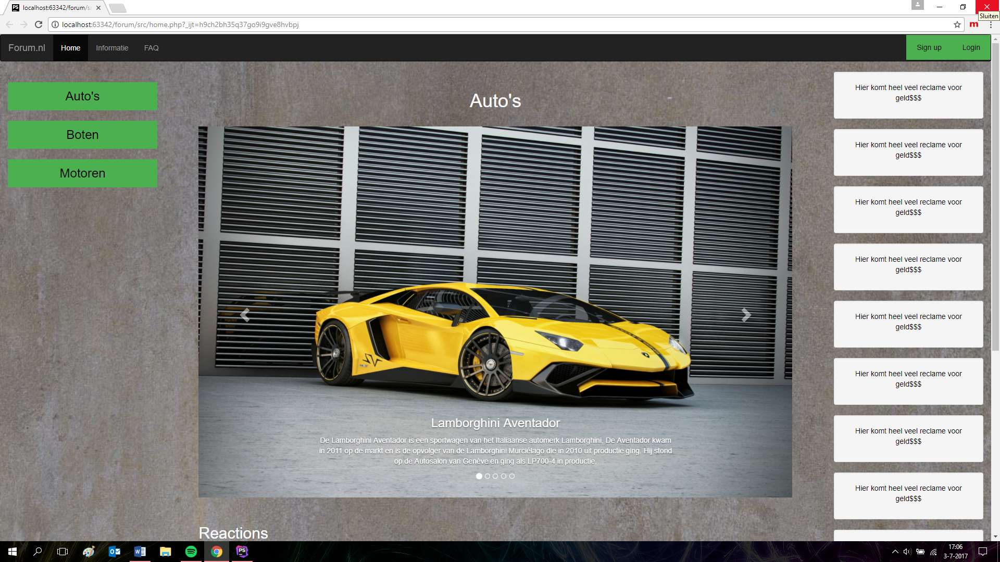 localhost:63342/forum/s
Sluiten
localhost:63342/forum/src/home.php?_ijt=h9ch2bh35q37go9i9gve8hvbpj
m
Forum.nl
Home
Informatie
FAQ
Sign up
Login
Auto's
Boten
Motoren
Auto's
Lamborghini Aventador
De Lamborghini Aventador is een sportwagen van het Italiaanse automerk Lamborghini. De Aventador kwam
in 2011 op de markt en is de opvolger van de Lamborghini Murciélago die in 2010 uit productie ging. Hij stond
op de Autosalon van Genève en ging als LP700-4 in productie.
Reactions
Hier komt heel veel reclame voor
geld$$$
Hier komt heel veel reclame voor
geld$$$
Hier komt heel veel reclame voor
geld$$$
Hier komt heel veel reclame voor
geld$$$
Hier komt heel veel reclame voor
geld$$$
Hier komt heel veel reclame voor
geld$$$
Hier komt heel veel reclame voor
geld$$$
Hier komt heel veel reclame voor
geld$$$
17:06
3-7-2017